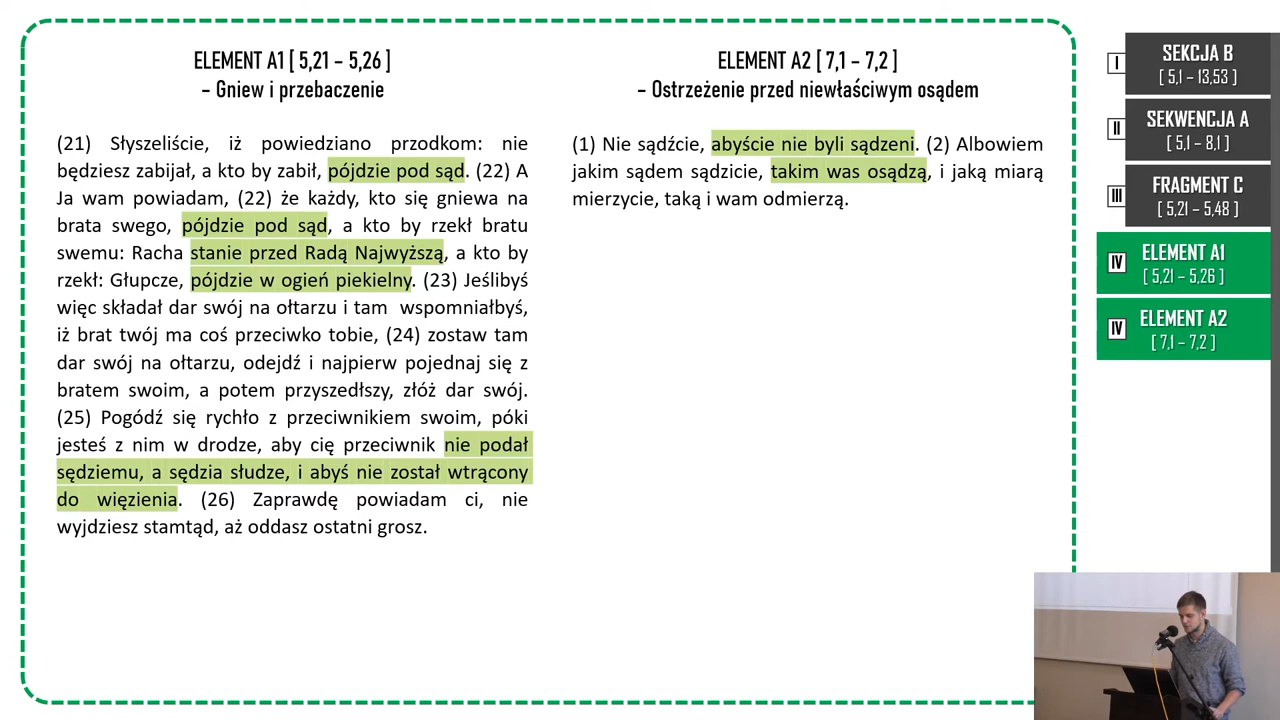 ELEMENT A1 [ 5,21 – 5,26 ]
– Gniew i przebaczenie
(21) Słyszeliście, iż powiedziano przodkom: nie
będziesz zabijał, a kto by zabił, pójdzie pod sąd. (22) A
Ja wam powiadam, (22) że każdy, kto się gniewa na
brata swego, pójdzie pod sąd, a kto by rzekł bratu
swemu: Racha stanie przed Radą Najwyższą, a kto by
rzekł: Głupcze, pójdzie w ogień piekielny. (23) Jeślibyś
więc składał dar swój na ołtarzu i tam wspomniałbyś,
iż brat twój ma coś przeciwko tobie, (24) zostaw tam
dar swój na ołtarzu, odejdź i najpierw pojednaj się z
bratem swoim, a potem przyszedłszy, złóż dar swój.
(25) Pogódź się rychło z przeciwnikiem swoim, póki
jesteś z nim w drodze, aby cię przeciwnik nie podał
sędziemu, a sędzia słudze, i abyś nie został wtrącony
do więzienia. (26) Zaprawdę powiadam ci, nie
wyjdziesz stamtąd, aż oddasz ostatni grosz.
ELEMENT A2 [ 7,1 – 7,2 ]
– Ostrzeżenie przed niewłaściwym osądem
(1) Nie sądźcie, abyście nie byli sądzeni. (2) Albowiem
jakim sądem sądzicie, takim was osądzą, i jaką miarą
mierzycie, taką i wam odmierzą.
I
SEKCJA B
[ 5,1 – 13,53 ]
II
SEKWENCJA A
[ 5,1 – 8,1 ]
III
FRAGMENT C
[ 5,21 – 5,48 ]
IV
ELEMENT A1
[ 5,21 – 5,26 ]
IV
ELEMENT A2
[ 7,1 – 7,2 ]